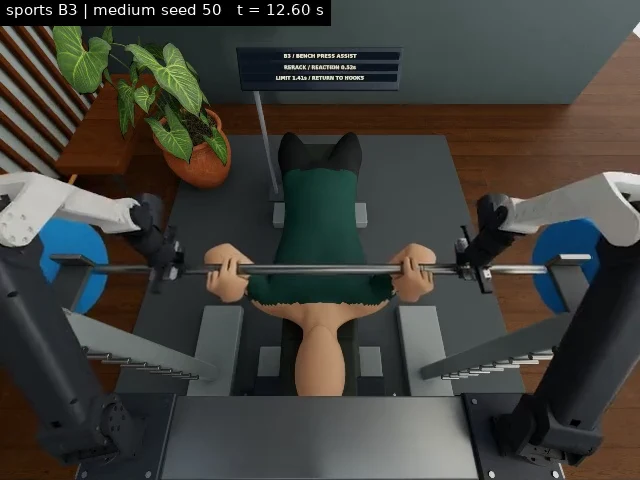 sports B3 | medium seed 50 t = 12.60 s
B3 / BENCH PRESS ASSIST
RERACK / REACTION 0.52s
LIMIT 1.41s / RETURN TO HOOKS